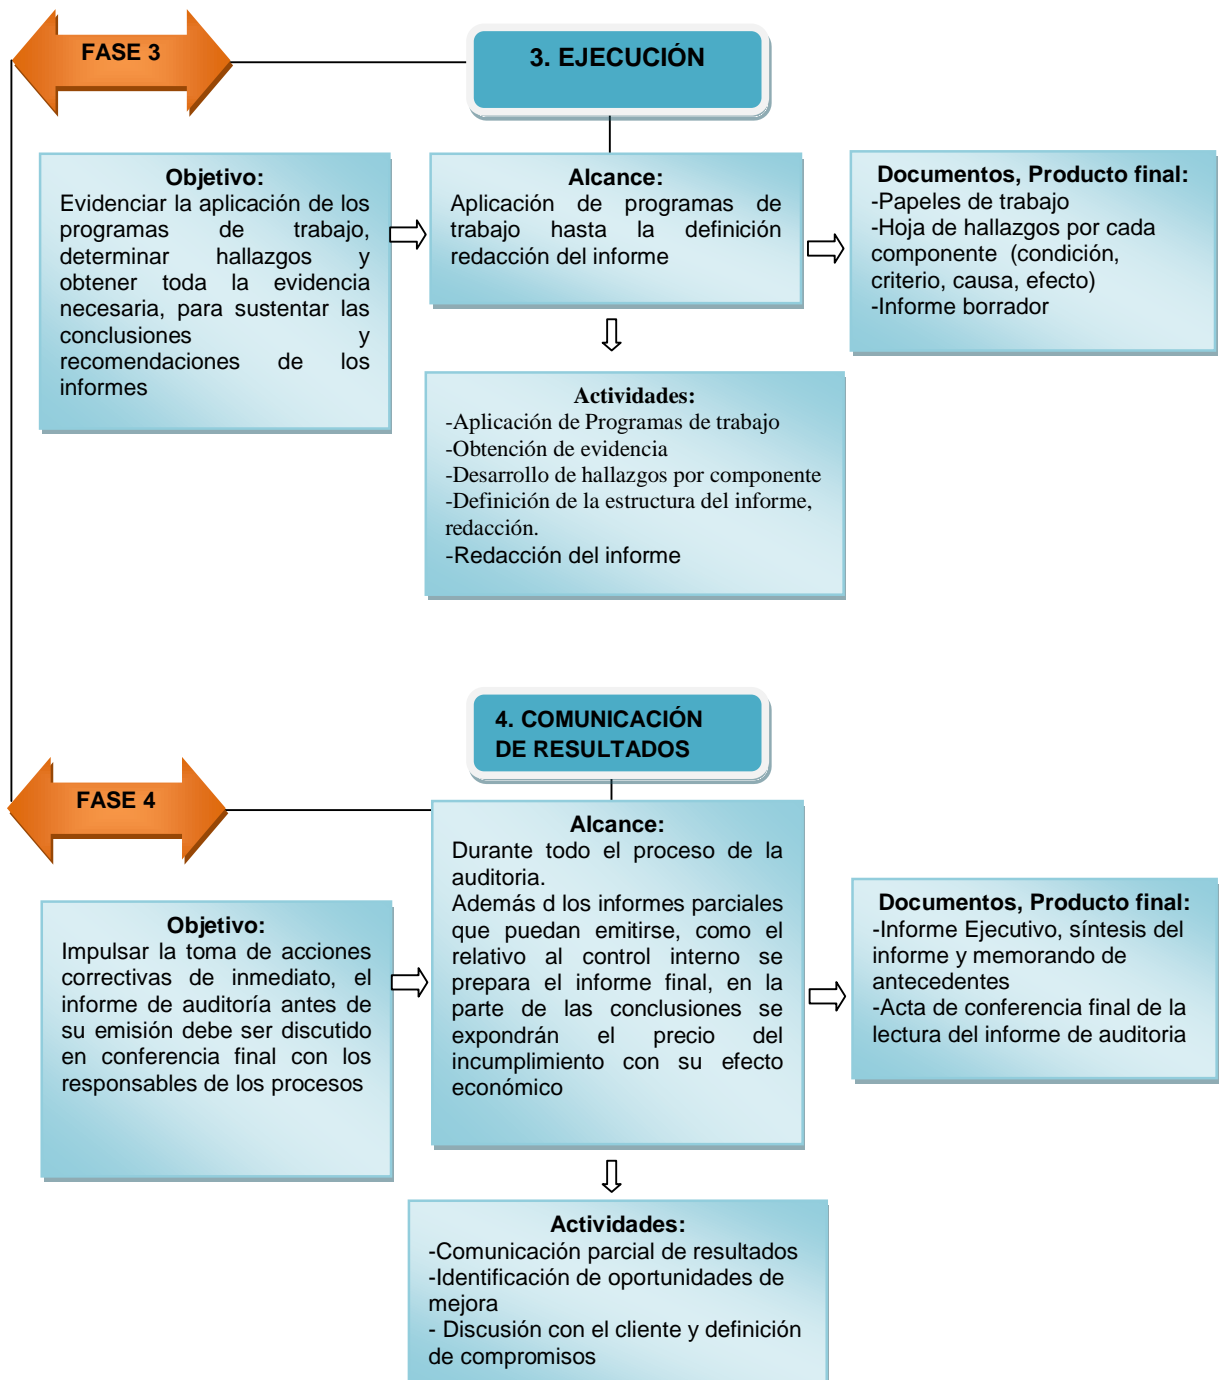 FASE 3
3. EJECUCIÓN
Objetivo:
Evidenciar la aplicación de los
programas de trabajo,
determinar hallazgos y
obtener toda la evidencia
necesaria, para sustentar las
conclusiones y
recomendaciones de los
informes
Alcance:
Aplicación de programas de
trabajo hasta la definición
redacción del informe
Documentos, Producto final:
-Papeles de trabajo
-Hoja de hallazgos por cada
componente (condición,
criterio, causa, efecto)
-Informe borrador
Actividades:
-Aplicación de Programas de trabajo
-Obtención de evidencia
-Desarrollo de hallazgos por componente
-Definición de la estructura del informe,
redacción.
-Redacción del informe
4. COMUNICACIÓN
DE RESULTADOS
FASE 4
Objetivo:
Impulsar la toma de acciones
correctivas de inmediato, el
informe de auditoría antes de
su emisión debe ser discutido
en conferencia final con los
responsables de los procesos
Alcance:
Durante todo el proceso de la
auditoria.
Además d los informes parciales
que puedan emitirse, como el
relativo al control interno se
prepara el informe final, en la
parte de las conclusiones se
expondrán el precio del
incumplimiento con su efecto
económico
Documentos, Producto final:
-Informe Ejecutivo, síntesis del
informe y memorando de
antecedentes
-Acta de conferencia final de la
lectura del informe de auditoria
Actividades:
-Comunicación parcial de resultados
-Identificación de oportunidades de
mejora
- Discusión con el cliente y definición
de compromisos